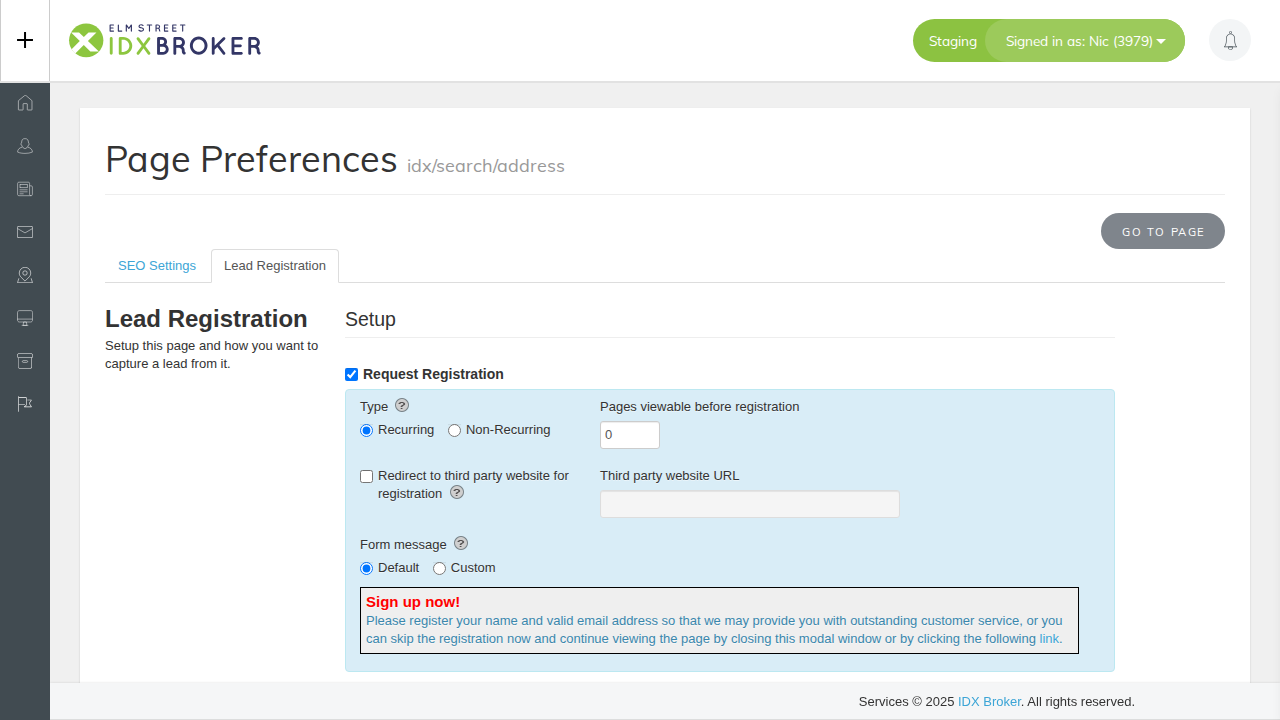 ELM STREET
IDXBROKER
Staging
Signed in as: Nic (3979)
Page Preferences idx/search/address
GO TO PAGE
SEO Settings
Lead Registration
Lead Registration
Setup this page and how you want to
capture a lead from it.
Setup
Request Registration
Type ?
Pages viewable before registration
Recurring
Non-Recurring
0
Redirect to third party website for
registration ?
Third party website URL
Form message ?
Default
Custom
Sign up now!
Please register your name and valid email address so that we may provide you with outstanding customer service, or you
can skip the registration now and continue viewing the page by closing this modal window or by clicking the following link.
Services © 2025 IDX Broker. All rights reserved.